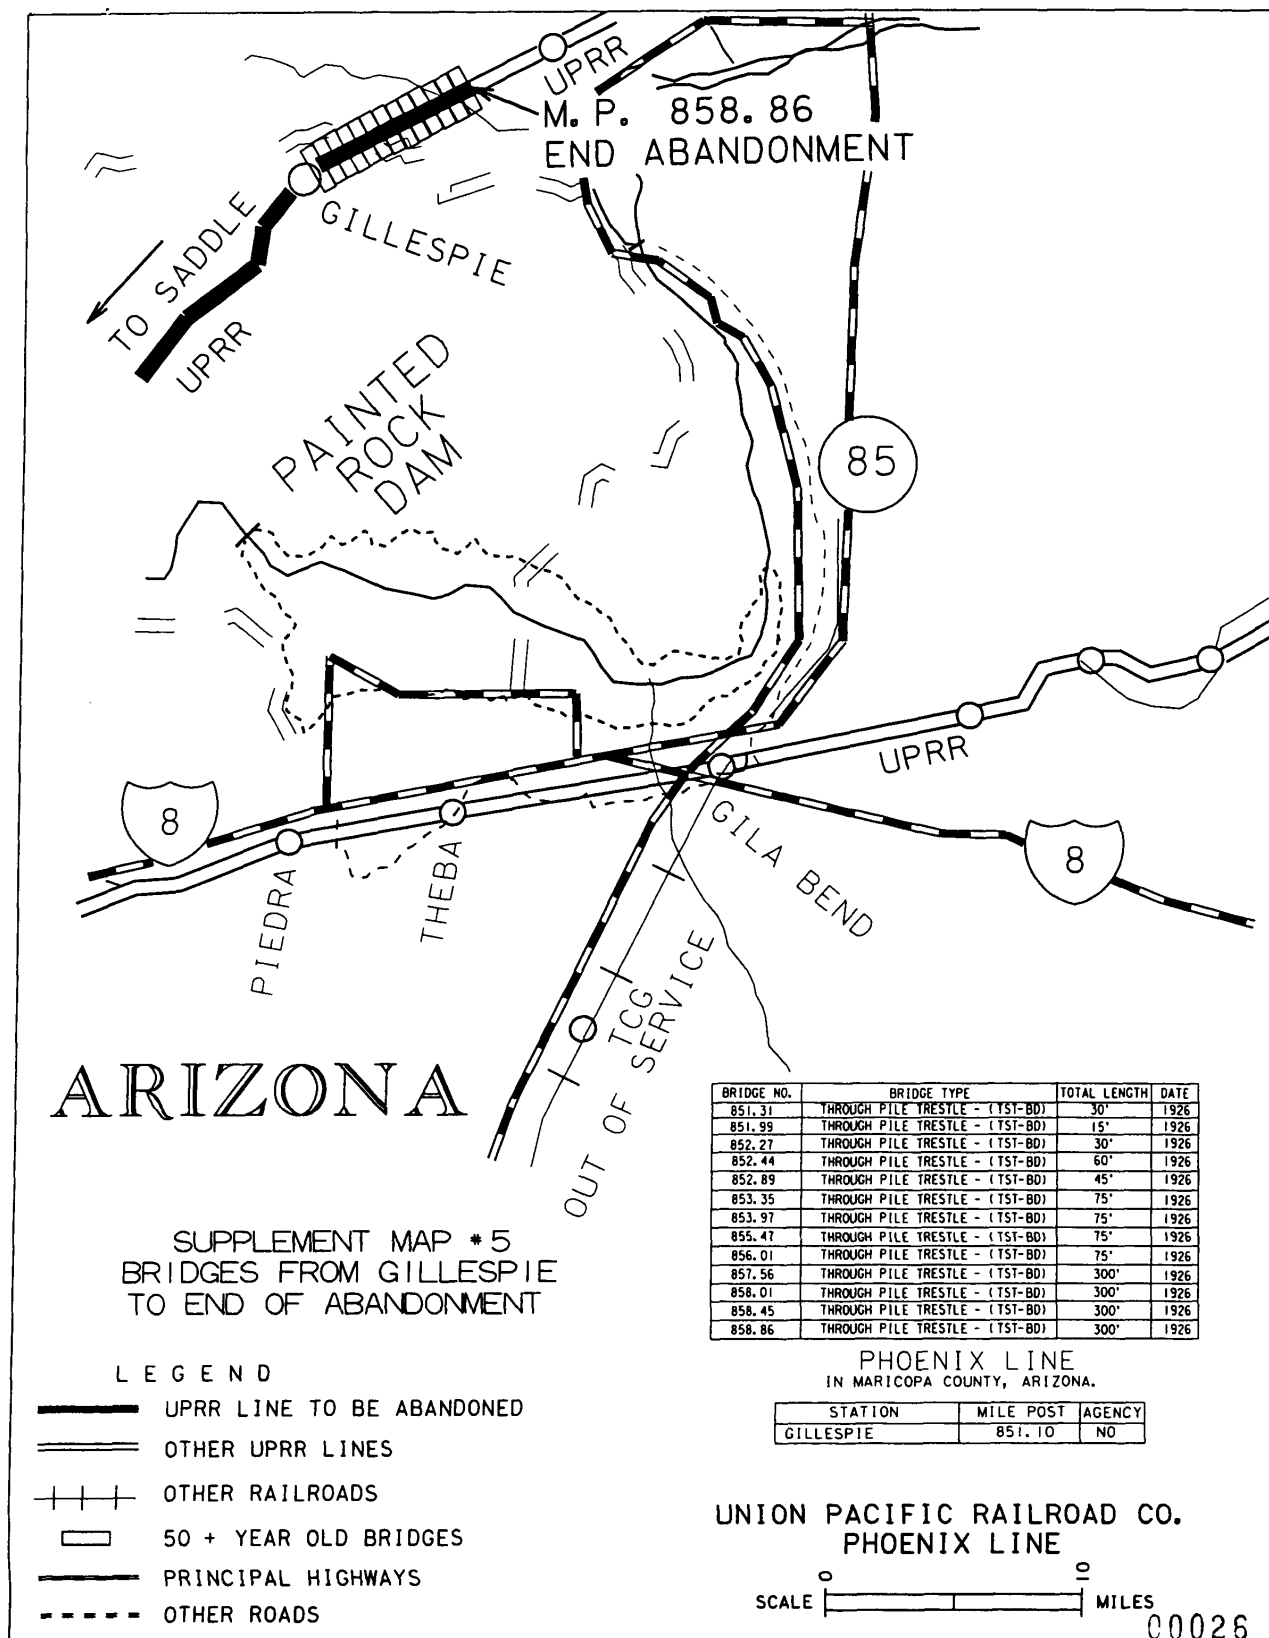 UPRR
M. P. 858.86
END ABANDONMENT
GILLESPIE
TO SADDLE
UPRR
PAINTED
ROCK
DAM
85
UPRR
8
8
PIEDRA
THEBA
GILA BEND
TCG
OUT OF SERVICE
ARIZONA
BRIDGE NO. BRIDGE TYPE TOTAL LENGTH DATE
851.31 THROUGH PILE TRESTLE - (TST-BD) 30' 1926
851.99 THROUGH PILE TRESTLE - (TST-BD) 15' 1926
852.27 THROUGH PILE TRESTLE - (TST-BD) 30' 1926
852.44 THROUGH PILE TRESTLE - (TST-BD) 60' 1926
852.89 THROUGH PILE TRESTLE - (TST-BD) 45' 1926
853.35 THROUGH PILE TRESTLE - (TST-BD) 75' 1926
853.97 THROUGH PILE TRESTLE - (TST-BD) 75' 1926
855.47 THROUGH PILE TRESTLE - (TST-BD) 75' 1926
856.01 THROUGH PILE TRESTLE - (TST-BD) 75' 1926
857.56 THROUGH PILE TRESTLE - (TST-BD) 300' 1926
858.01 THROUGH PILE TRESTLE - (TST-BD) 300' 1926
858.45 THROUGH PILE TRESTLE - (TST-BD) 300' 1926
858.86 THROUGH PILE TRESTLE - (TST-BD) 300' 1926
SUPPLEMENT MAP *5
BRIDGES FROM GILLESPIE
TO END OF ABANDONMENT
PHOENIX LINE
IN MARICOPA COUNTY, ARIZONA.
STATION MILE POST AGENCY
GILLESPIE 851.10 NO
LEGEND
UPRR LINE TO BE ABANDONED
OTHER UPRR LINES
OTHER RAILROADS
50 + YEAR OLD BRIDGES
PRINCIPAL HIGHWAYS
OTHER ROADS
UNION PACIFIC RAILROAD CO.
PHOENIX LINE
0 10
SCALE MILES
00026